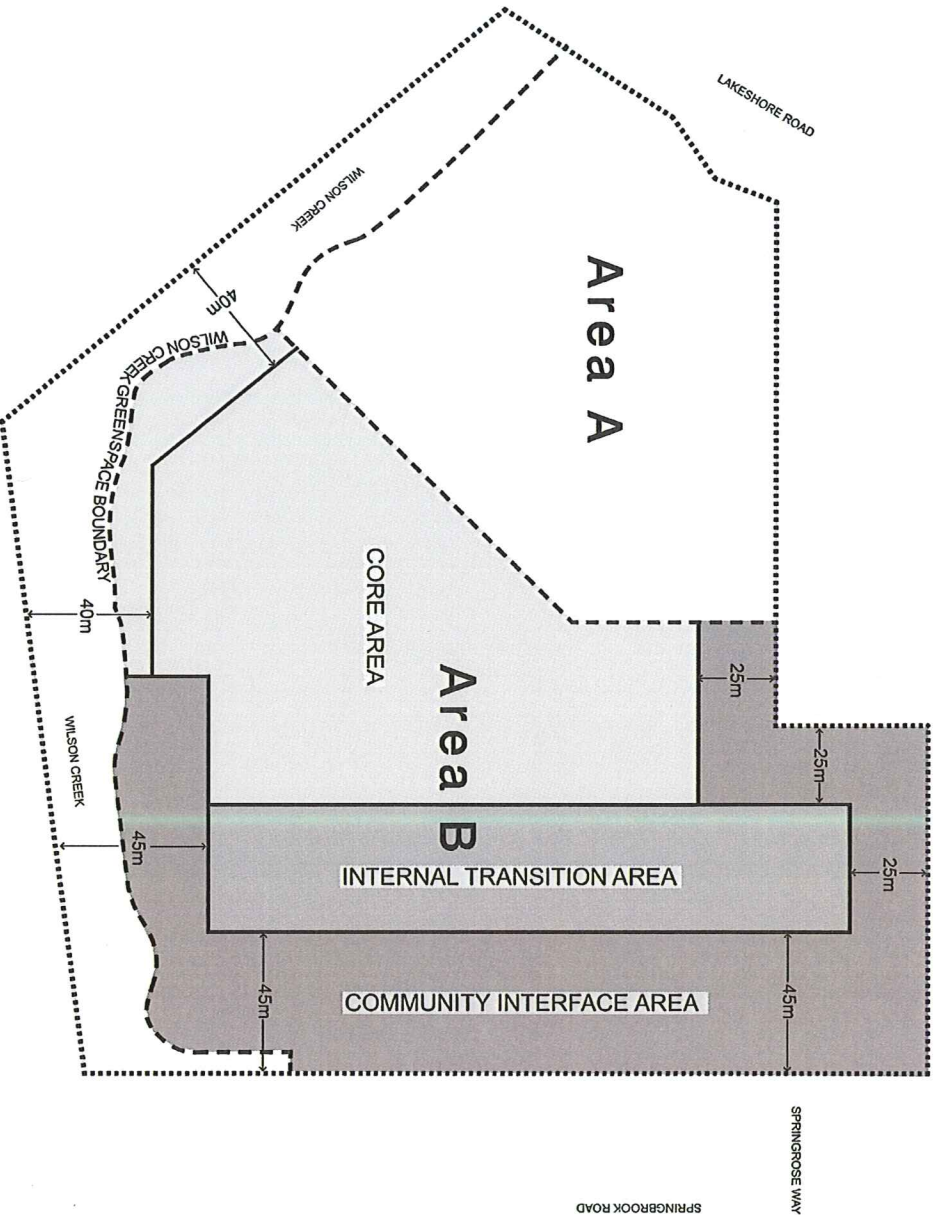 LAKESHORE ROAD
WILSON CREEK
Area A
40m
WILSON CREEK GREENSPACE BOUNDARY
CORE AREA
40m
Area B
25m
25m
WILSON CREEK
45m
INTERNAL TRANSITION AREA
25m
45m
COMMUNITY INTERFACE AREA
45m
SPRINGROSE WAY
SPRINGBROOK ROAD